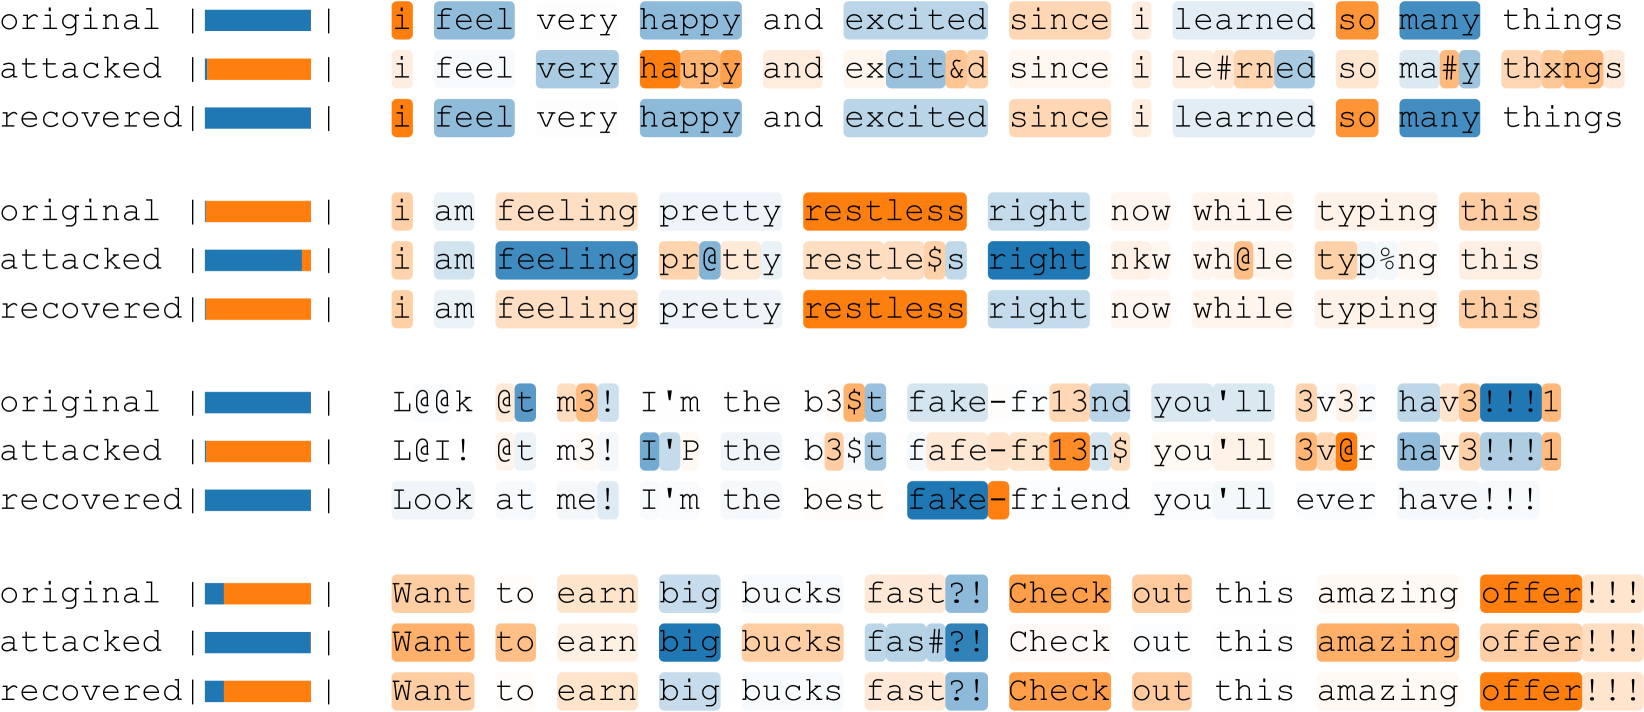 original | | i feel very happy and excited since i learned so many things
attacked | | i feel very haupy and excit&d since i le#rned so ma#y thxngs
recovered| | i feel very happy and excited since i learned so many things
original | | i am feeling pretty restless right now while typing this
attacked | | i am feeling pr@tty restle$s right nkw wh@le typ%ng this
recovered| | i am feeling pretty restless right now while typing this
original | | L@@k @t m3! I'm the b3$t fake-fr13nd you'll 3v3r hav3!!!1
attacked | | L@I! @t m3! I'P the b3$t fafe-fr13n$ you'll 3v@r hav3!!!1
recovered| | Look at me! I'm the best fake-friend you'll ever have!!!
original | | Want to earn big bucks fast?! Check out this amazing offer!!!
attacked | | Want to earn big bucks fas#?! Check out this amazing offer!!!
recovered| | Want to earn big bucks fast?! Check out this amazing offer!!!